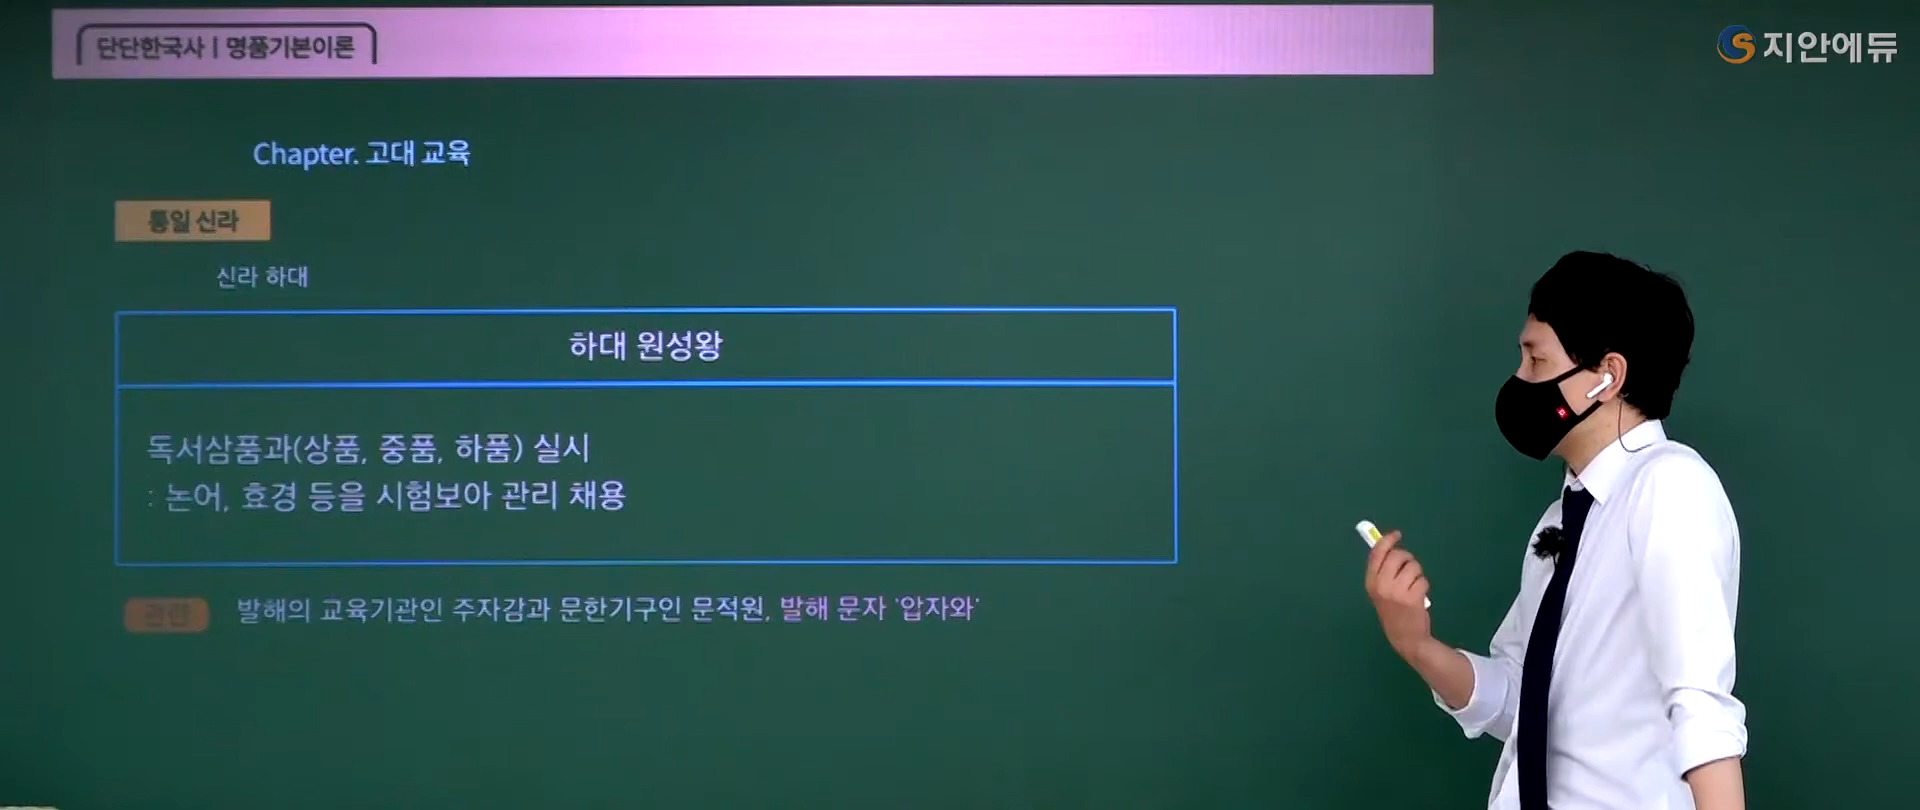 단단한국사 | 명품기본이론
지안에듀
Chapter. 고대 교육
통일 신라
신라 하대
하대 원성왕
독서삼품과(상품, 중품, 하품) 실시
: 논어, 효경 등을 시험보아 관리 채용
관련 발해의 교육기관인 주자감과 문한기구인 문적원, 발해 문자 '압자와'